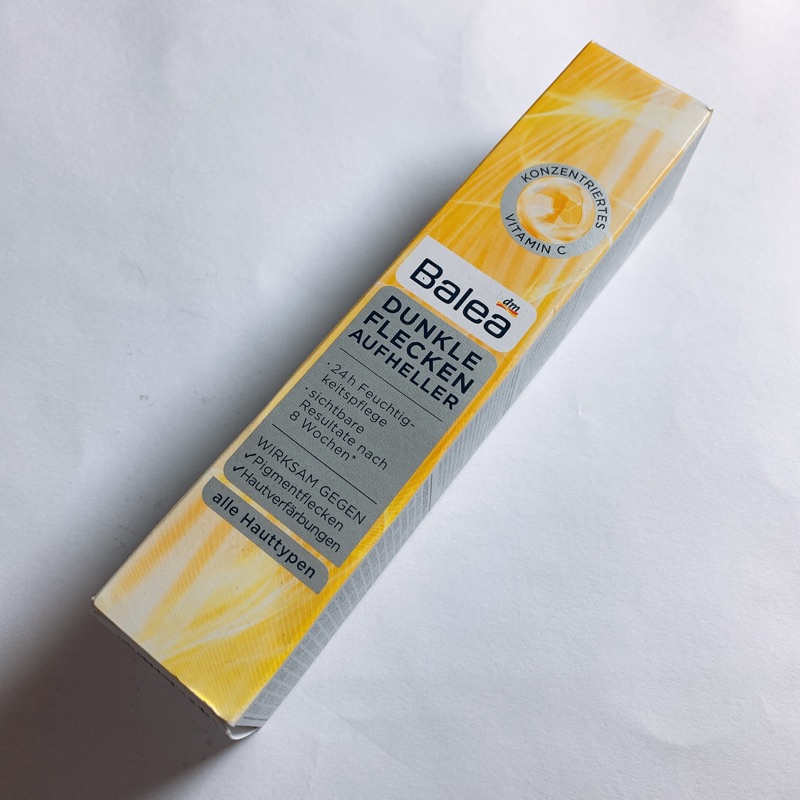 KONZENTRIERTES
VITAMIN C
Balea
dm
DUNKLE
FLECKEN
AUFHELLER
· 24h Feuchtig-
keitspflege
· sichtbare
Resultate nach
8 Wochen*
WIRKSAM GEGEN
✓Pigmentflecken
✓Hautverfärbungen
alle Hauttypen